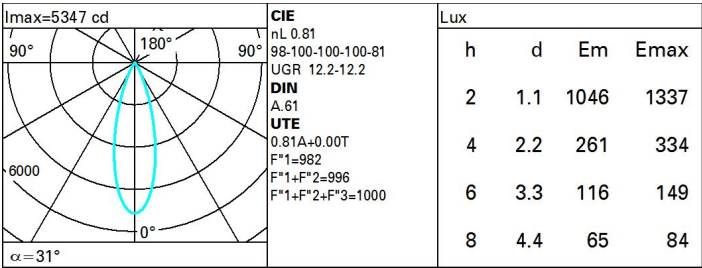 Imax=5347 cd
90°
180°
90°
6000
0°
α=31°
CIE
nL 0.81
98-100-100-100-81
UGR 12.2-12.2
DIN
A.61
UTE
0.81A+0.00T
F"1=982
F"1+F"2=996
F"1+F"2+F"3=1000
Lux
h d Em Emax
2 1.1 1046 1337
4 2.2 261 334
6 3.3 116 149
8 4.4 65 84